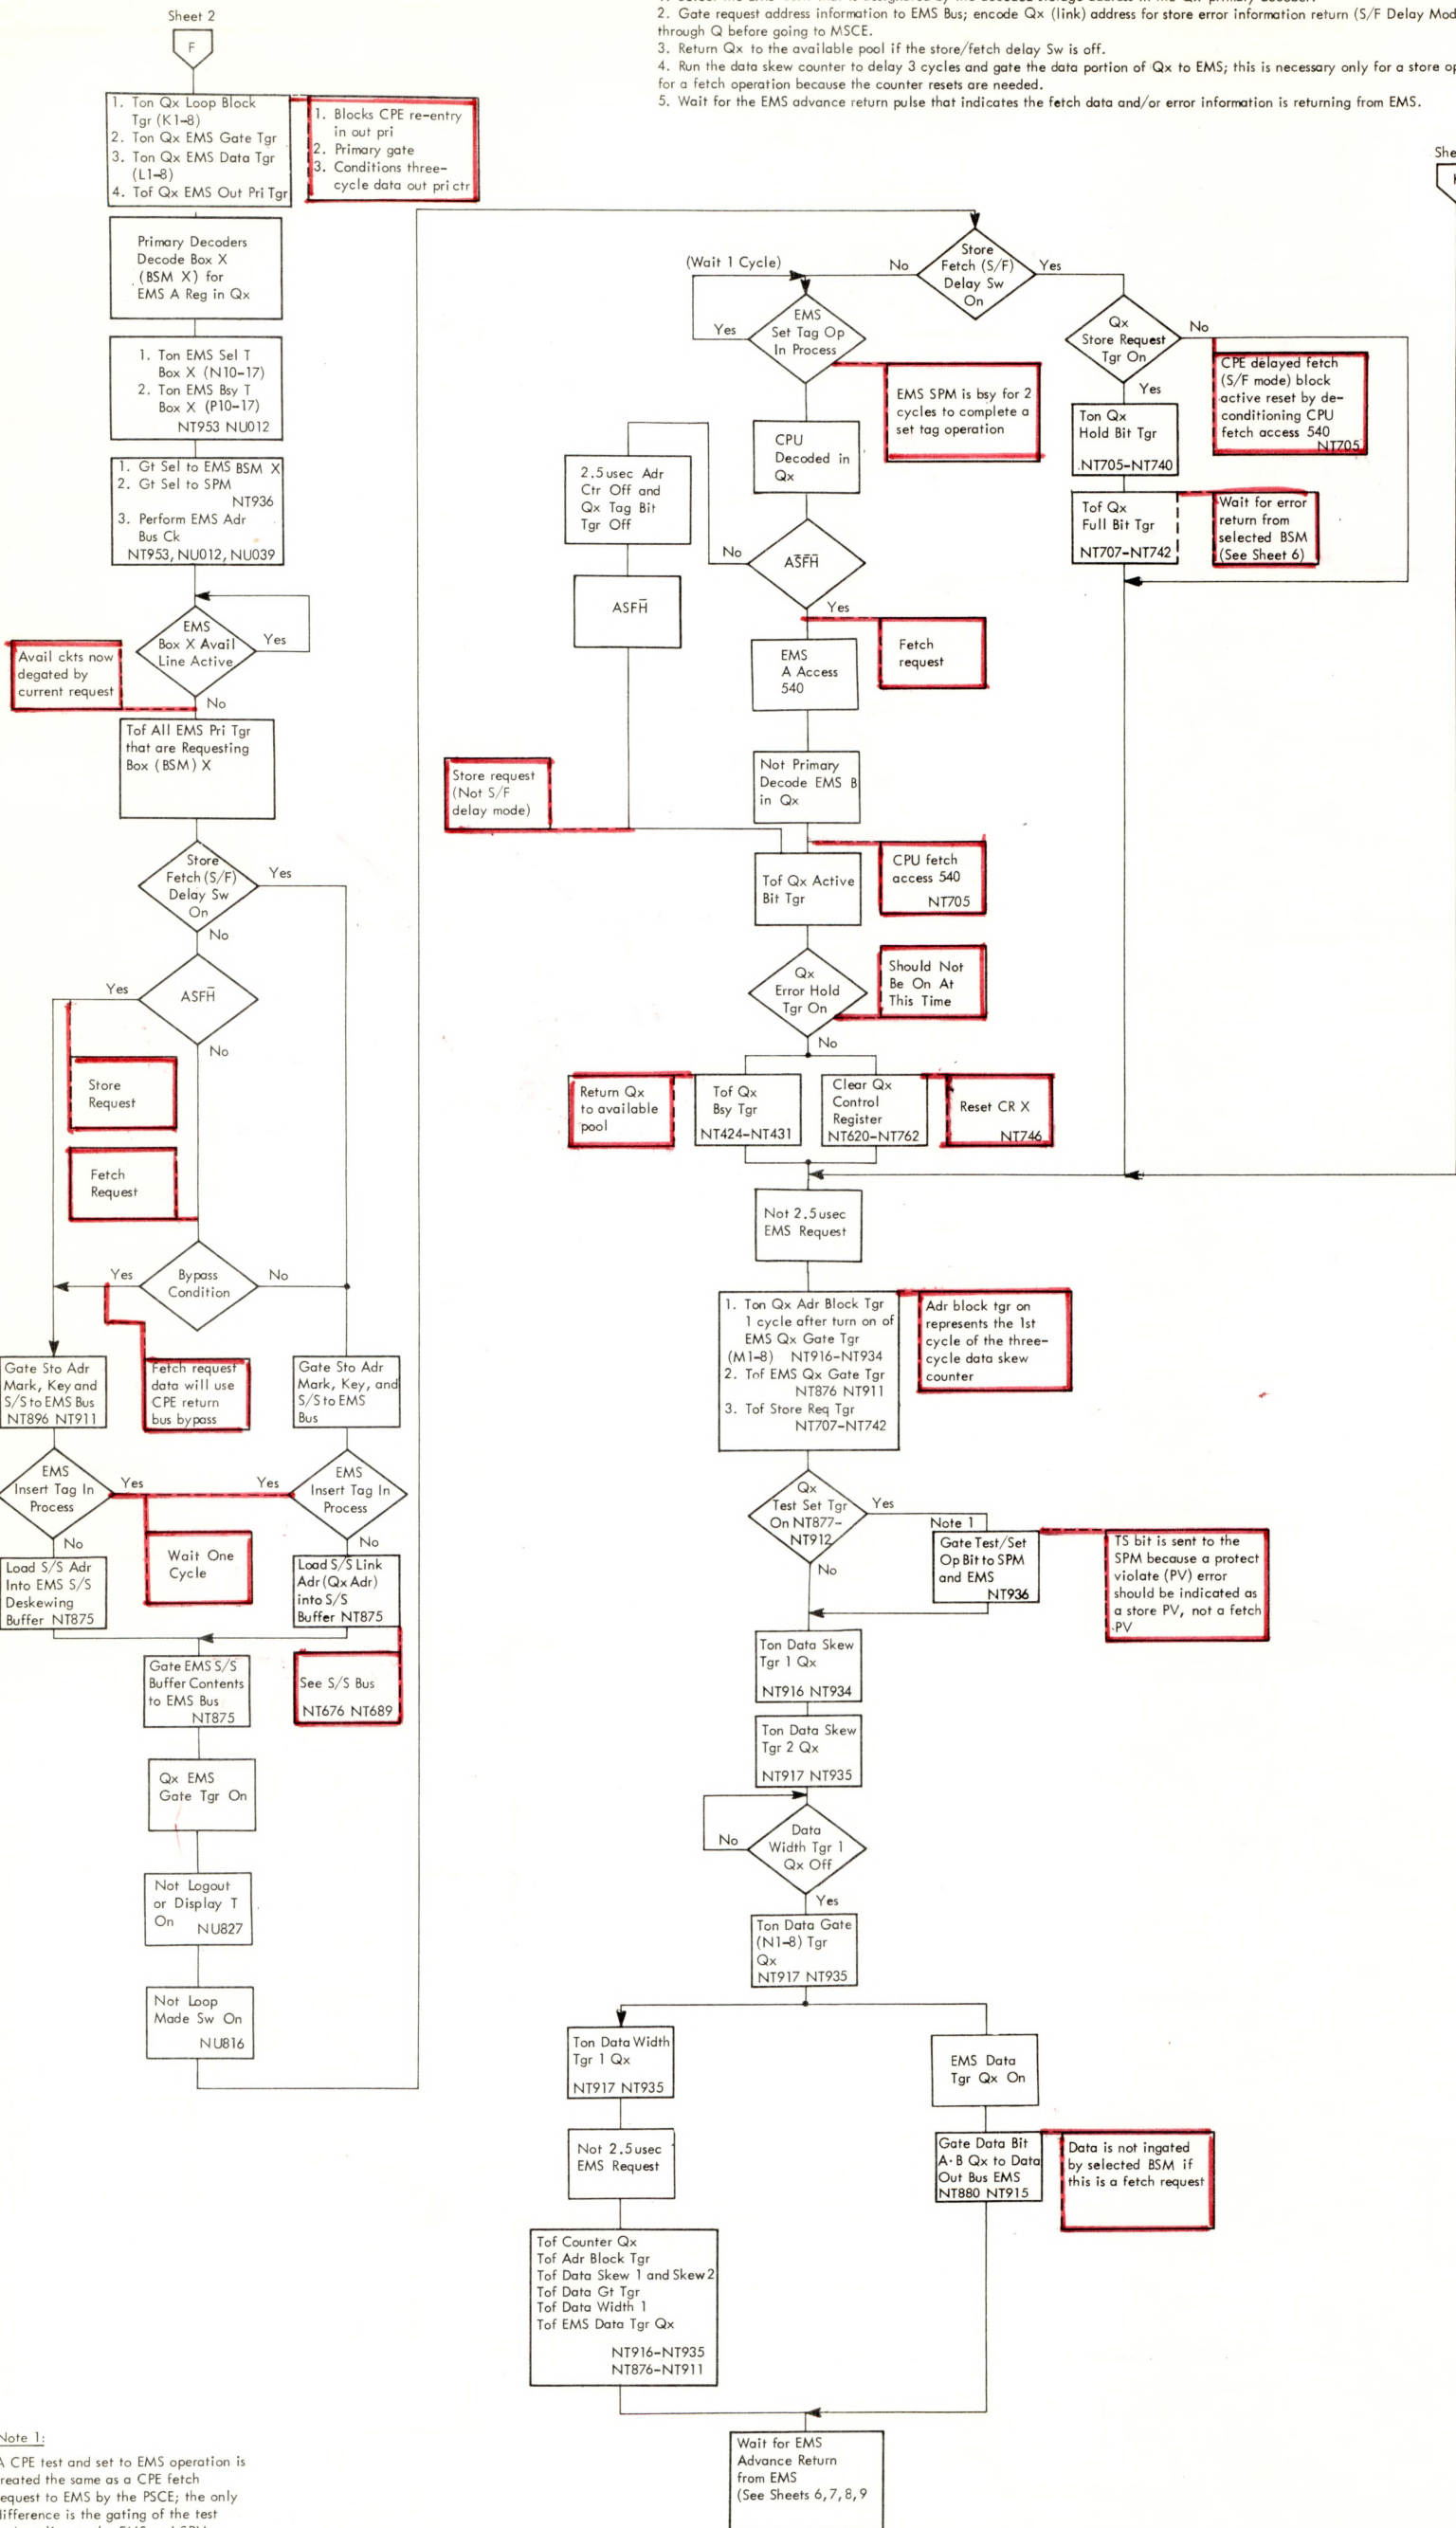 2. Gate request address information to EMS Bus; encode Qx (link) address for store error information return (S/F Delay Mod
through Q before going to MSCE.
3. Return Qx to the available pool if the store/fetch delay Sw is off.
4. Run the data skew counter to delay 3 cycles and gate the data portion of Qx to EMS; this is necessary only for a store op
for a fetch operation because the counter resets are needed.
5. Wait for the EMS advance return pulse that indicates the fetch data and/or error information is returning from EMS.
Sheet 2
F
1. Ton Qx Loop Block
Tgr (K1-8)
2. Ton Qx EMS Gate Tgr
3. Ton Qx EMS Data Tgr
(L1-8)
4. Tof Qx EMS Out Pri Tgr
1. Blocks CPE re-entry
in out pri
2. Primary gate
3. Conditions three-
cycle data out pri ctr
Primary Decoders
Decode Box X
(BSM X) for
EMS A Reg in Qx
1. Ton EMS Sel T
Box X (N10-17)
2. Ton EMS Bsy T
Box X (P10-17)
NT953 NU012
1. Gt Sel to EMS BSM X
2. Gt Sel to SPM
NT936
3. Perform EMS Adr
Bus Ck
NT953, NU012, NU039
EMS
Box X Avail
Line Active
Yes
Avail ckts now
degated by
current request
No
Tof All EMS Pri Tgr
that are Requesting
Box (BSM) X
Store
Fetch (S/F)
Delay Sw
On
Yes
No
ASFH̅
Yes
No
Store
Request
Fetch
Request
Bypass
Condition
Yes
No
Gate Sto Adr
Mark, Key and
S/S to EMS Bus
NT896 NT911
Fetch request
data will use
CPE return
bus bypass
Gate Sto Adr
Mark, Key, and
S/S to EMS
Bus
EMS
Insert Tag In
Process
Yes
Yes
EMS
Insert Tag In
Process
No
No
Wait One
Cycle
Load S/S Adr
Into EMS S/S
Deskewing
Buffer NT875
Load S/S Link
Adr (Qx Adr)
into S/S
Buffer NT875
Gate EMS S/S
Buffer Contents
to EMS Bus
NT875
See S/S Bus
NT676 NT689
Qx EMS
Gate Tgr On
Not Logout
or Display T
On NU827
Not Loop
Made Sw On
NU816
Note 1:
A CPE test and set to EMS operation is
treated the same as a CPE fetch
request to EMS by the PSCE; the only
difference is the gating of the test
Store
Fetch (S/F)
Delay Sw
On
No
Yes
(Wait 1 Cycle)
EMS
Set Tag Op
In Process
Yes
EMS SPM is bsy for 2
cycles to complete a
set tag operation
Qx
Store Request
Tgr On
No
Yes
CPE delayed fetch
(S/F mode) block
active reset by de-
conditioning CPU
fetch access 540
NT705
Ton Qx
Hold Bit Tgr
NT705-NT740
Tof Qx
Full Bit Tgr
NT707-NT742
Wait for error
return from
selected BSM
(See Sheet 6)
CPU
Decoded in
Qx
2.5usec Adr
Ctr Off and
Qx Tag Bit
Tgr Off
AS̅F̅H̅
No
Yes
ASFH̅
Fetch
request
EMS
A Access
540
Not Primary
Decode EMS B
in Qx
Store request
(Not S/F
delay mode)
Tof Qx Active
Bit Tgr
CPU fetch
access 540
NT705
Qx
Error Hold
Tgr On
Should Not
Be On At
This Time
No
Return Qx
to available
pool
Tof Qx
Bsy Tgr
NT424-NT431
Clear Qx
Control
Register
NT620-NT762
Reset CR X
NT746
Not 2.5usec
EMS Request
1. Ton Qx Adr Block Tgr
1 cycle after turn on of
EMS Qx Gate Tgr
(M1-8) NT916-NT934
2. Tof EMS Qx Gate Tgr
NT876 NT911
3. Tof Store Req Tgr
NT707-NT742
Adr block tgr on
represents the 1st
cycle of the three-
cycle data skew
counter
Qx
Test Set Tgr
On NT877-
NT912
Yes
No
Note 1
Gate Test/Set
Op Bit to SPM
and EMS
NT936
TS bit is sent to the
SPM because a protect
violate (PV) error
should be indicated as
a store PV, not a fetch
PV
Ton Data Skew
Tgr 1 Qx
NT916 NT934
Ton Data Skew
Tgr 2 Qx
NT917 NT935
Data
Width Tgr 1
Qx Off
No
Yes
Ton Data Gate
(N1-8) Tgr
Qx
NT917 NT935
Ton Data Width
Tgr 1 Qx
NT917 NT935
EMS Data
Tgr Qx On
Not 2.5usec
EMS Request
Gate Data Bit
A·B Qx to Data
Out Bus EMS
NT880 NT915
Data is not ingated
by selected BSM if
this is a fetch request
Tof Counter Qx
Tof Adr Block Tgr
Tof Data Skew 1 and Skew2
Tof Data Gt Tgr
Tof Data Width 1
Tof EMS Data Tgr Qx
NT916-NT935
NT876-NT911
Wait for EMS
Advance Return
from EMS
(See Sheets 6,7,8,9
She